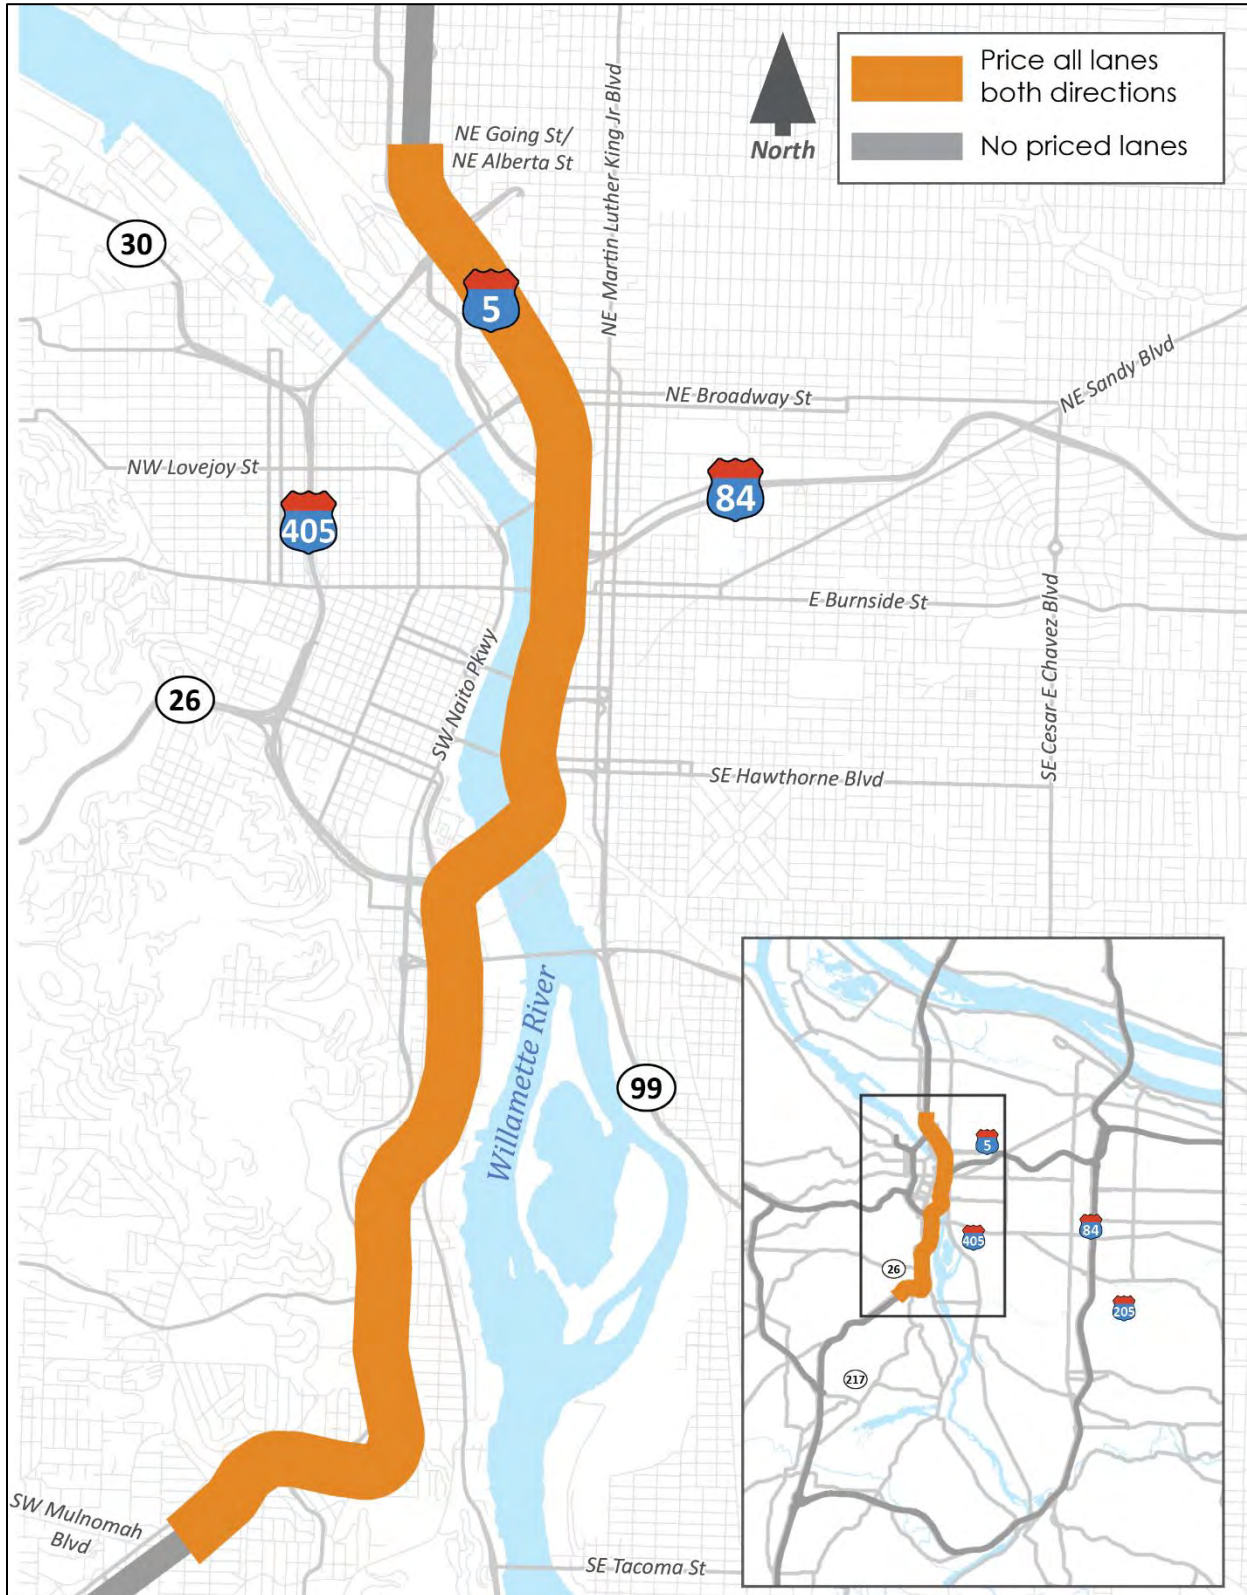 Price all lanes
both directions
No priced lanes
North
NE Going St/
NE Alberta St
NE Martin Luther King Jr Blvd
30
5
NE Broadway St
NE Sandy Blvd
NW Lovejoy St
84
405
E Burnside St
SE Cesar E Chavez Blvd
SW Naito Pkwy
26
SE Hawthorne Blvd
Willamette River
99
SW Mulnomah
Blvd
SE Tacoma St
5
84
405
26
205
217